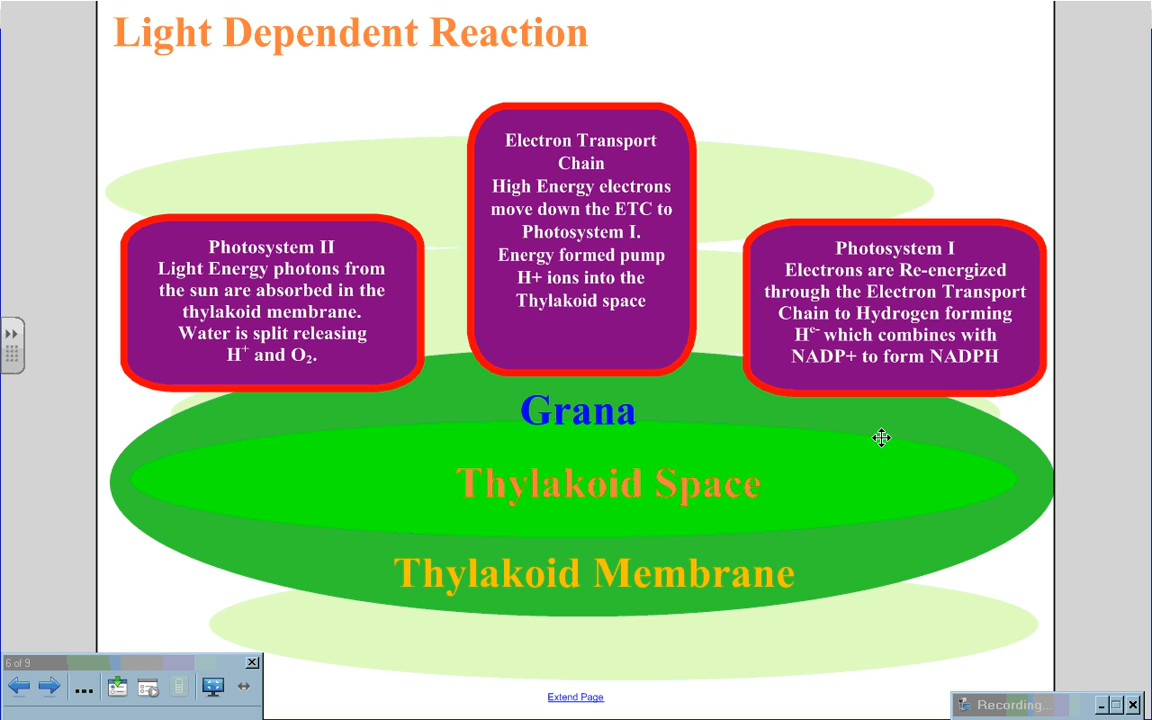 Light Dependent Reaction
Electron Transport
Chain
High Energy electrons
move down the ETC to
Photosystem I.
Energy formed pump
H+ ions into the
Thylakoid space
Photosystem II
Light Energy photons from
the sun are absorbed in the
thylakoid membrane.
Water is split releasing
H⁺ and O₂.
Photosystem I
Electrons are Re-energized
through the Electron Transport
Chain to Hydrogen forming
Hᵉ⁻ which combines with
NADP+ to form NADPH
Grana
Thylakoid Space
Thylakoid Membrane
6 of 9
Extend Page
Recording...